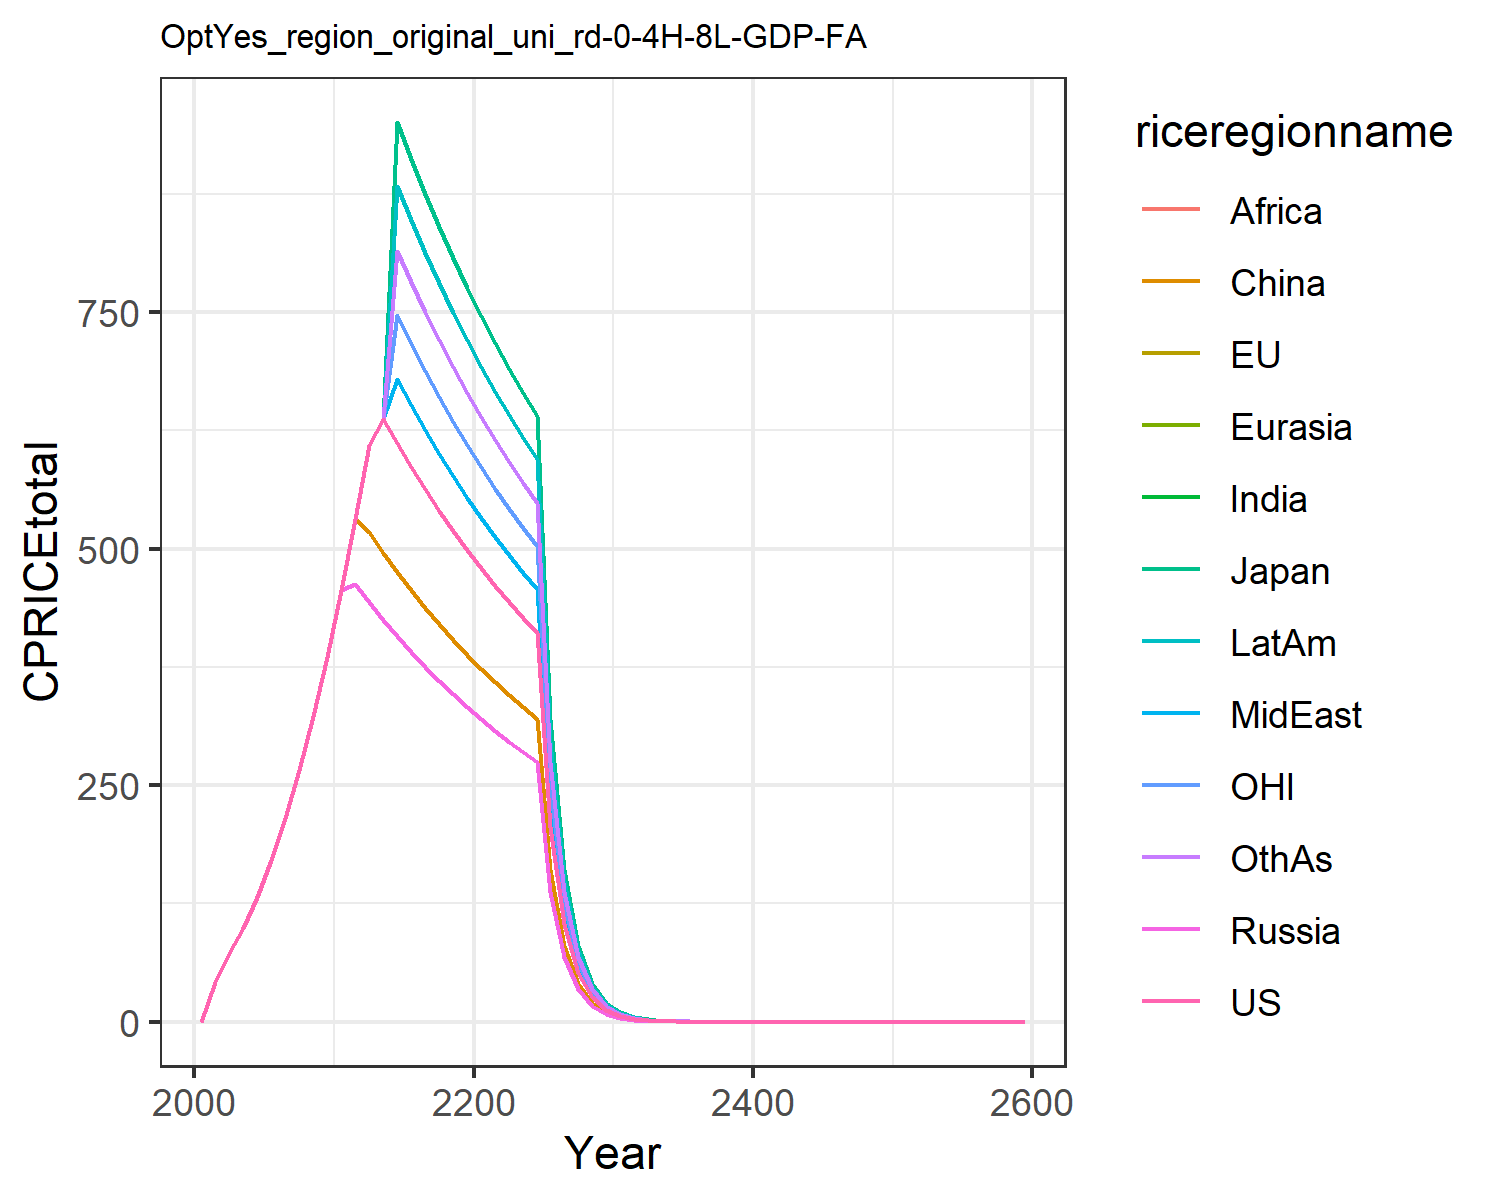 OptYes_region_original_uni_rd-0-4H-8L-GDP-FA
CPRICEtotal
750
500
250
0
2000
2200
2400
2600
Year
riceregionname
Africa
China
EU
Eurasia
India
Japan
LatAm
MidEast
OHI
OthAs
Russia
US